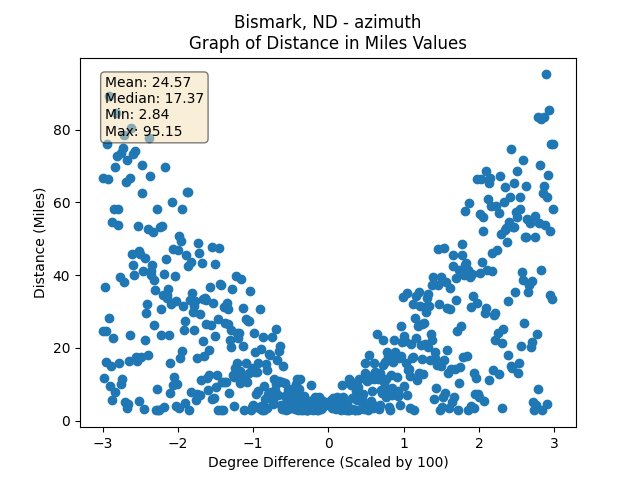 Bismark, ND - azimuth
Graph of Distance in Miles Values
Mean: 24.57
Median: 17.37
Min: 2.84
Max: 95.15
80
60
40
20
0
Distance (Miles)
−3 −2 −1 0 1 2 3
Degree Difference (Scaled by 100)